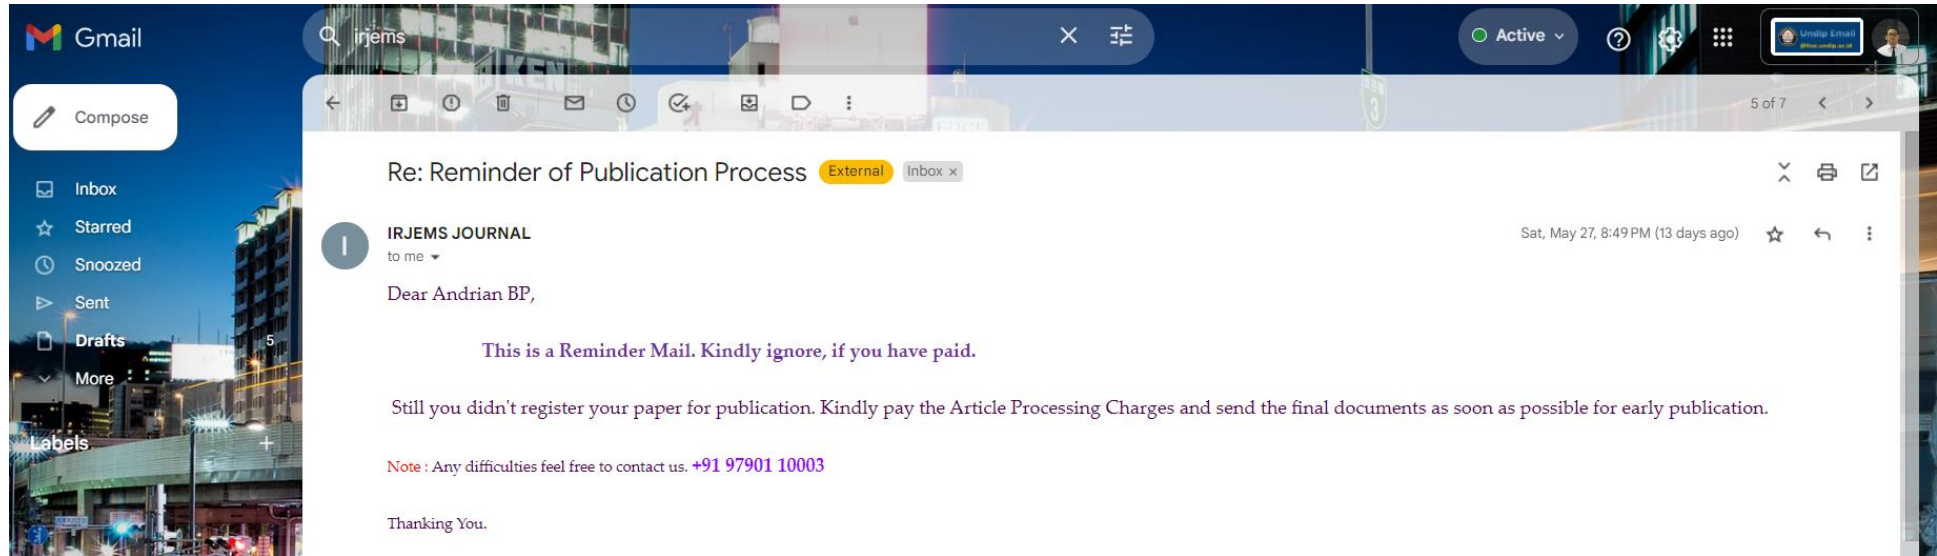 Gmail
irjems
Active
Undip Email
Compose
5 of 7
Re: Reminder of Publication Process External Inbox ×
Inbox
IRJEMS JOURNAL
Sat, May 27, 8:49 PM (13 days ago)
Starred
to me
Snoozed
Dear Andrian BP,
Sent
Drafts 5
This is a Reminder Mail. Kindly ignore, if you have paid.
More
Still you didn't register your paper for publication. Kindly pay the Article Processing Charges and send the final documents as soon as possible for early publication.
Labels +
Note : Any difficulties feel free to contact us. +91 97901 10003
Thanking You.